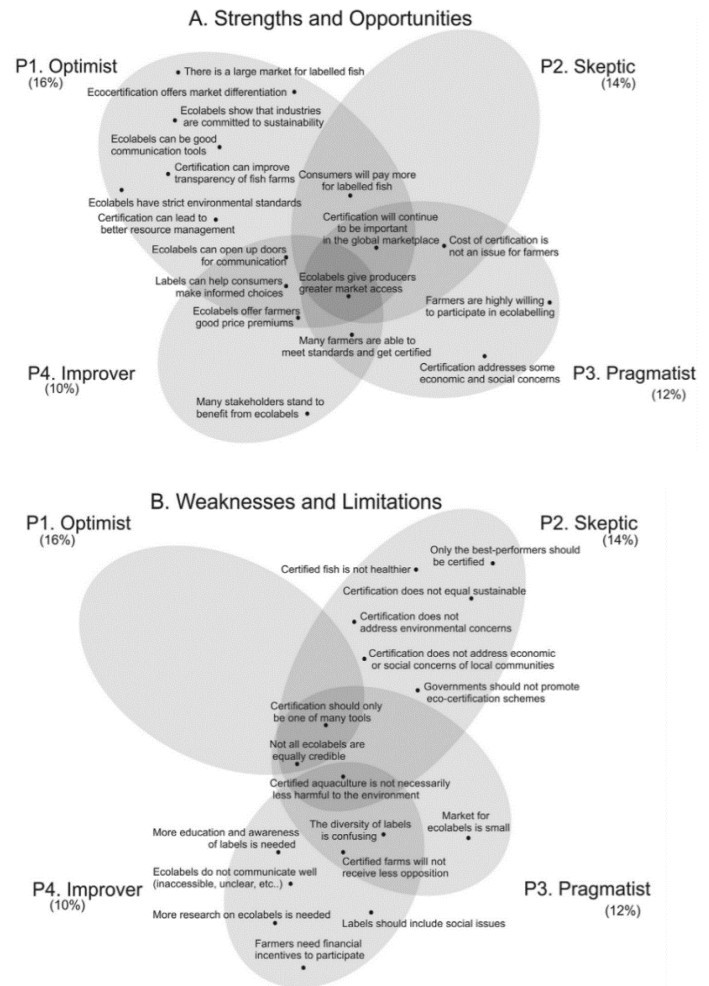 A. Strengths and Opportunities
P1. Optimist
(16%)
P2. Skeptic
(14%)
There is a large market for labelled fish
Ecocertification offers market differentiation
Ecolabels show that industries
are committed to sustainability
Ecolabels can be good
communication tools
Certification can improve
transparency of fish farms
Consumers will pay more
for labelled fish
Ecolabels have strict environmental standards
Certification can lead to
better resource management
Certification will continue
to be important
in the global marketplace
Cost of certification is
not an issue for farmers
Ecolabels can open up doors
for communication
Labels can help consumers
make informed choices
Ecolabels give producers
greater market access
Farmers are highly willing
to participate in ecolabelling
Ecolabels offer farmers
good price premiums
Many farmers are able to
meet standards and get certified
Certification addresses some
economic and social concerns
P4. Improver
(10%)
P3. Pragmatist
(12%)
Many stakeholders stand to
benefit from ecolabels
B. Weaknesses and Limitations
P1. Optimist
(16%)
P2. Skeptic
(14%)
Only the best-performers should
be certified
Certified fish is not healthier
Certification does not equal sustainable
Certification does not
address environmental concerns
Certification does not address economic
or social concerns of local communities
Governments should not promote
eco-certification schemes
Certification should only
be one of many tools
Not all ecolabels are
equally credible
Certified aquaculture is not necessarily
less harmful to the environment
Market for
ecolabels is small
The diversity of labels
is confusing
More education and awareness
of labels is needed
Certified farms will not
receive less opposition
Ecolabels do not communicate well
(inaccessible, unclear, etc..)
P4. Improver
(10%)
P3. Pragmatist
(12%)
More research on ecolabels is needed
Labels should include social issues
Farmers need financial
incentives to participate